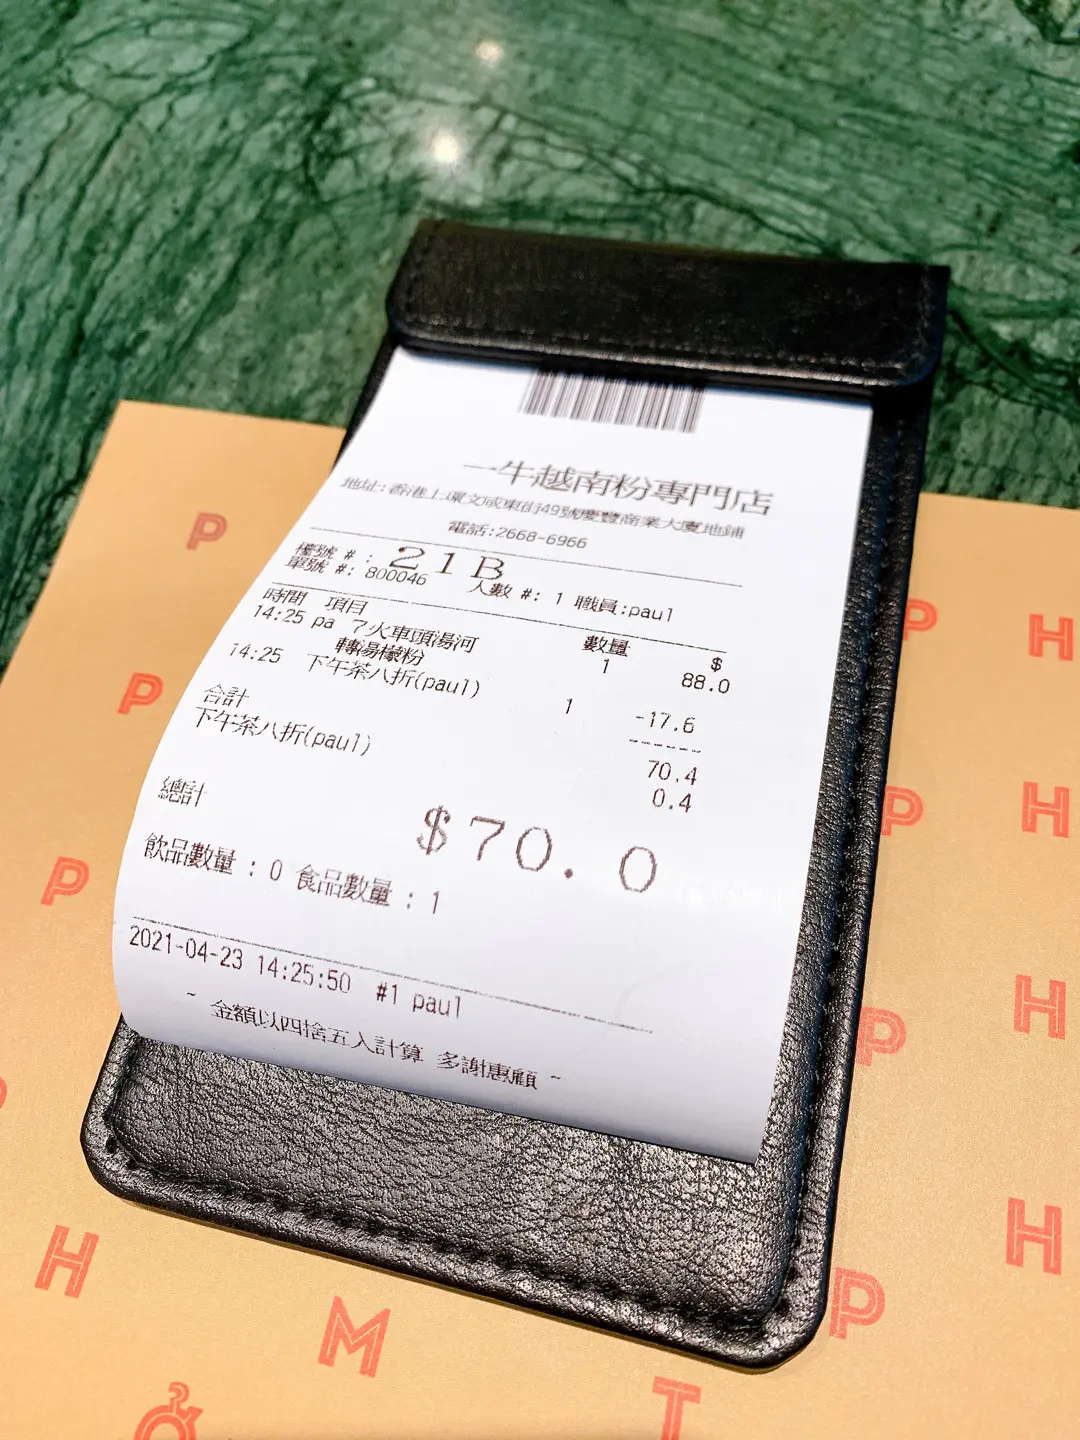 一牛越南粉專門店
地址:香港上環文咸東街49號慶豐商業大廈地鋪
電話:2668-6966
檯號 #: 21B
單號 #: 800046 人數 #: 1 職員:paul
時間 項目 數量 $
14:25 pa 7火車頭湯河 1 88.0
轉湯檬粉
14:25 下午茶八折(paul) 1 -17.6
------
合計 70.4
下午茶八折(paul) 0.4
總計 $70.0
飲品數量 : 0 食品數量 : 1
2021-04-23 14:25:50 #1 paul
~ 金額以四捨五入計算 多謝惠顧 ~
P
P
H
P
P
H
P
H
P
H
H
P
M
T